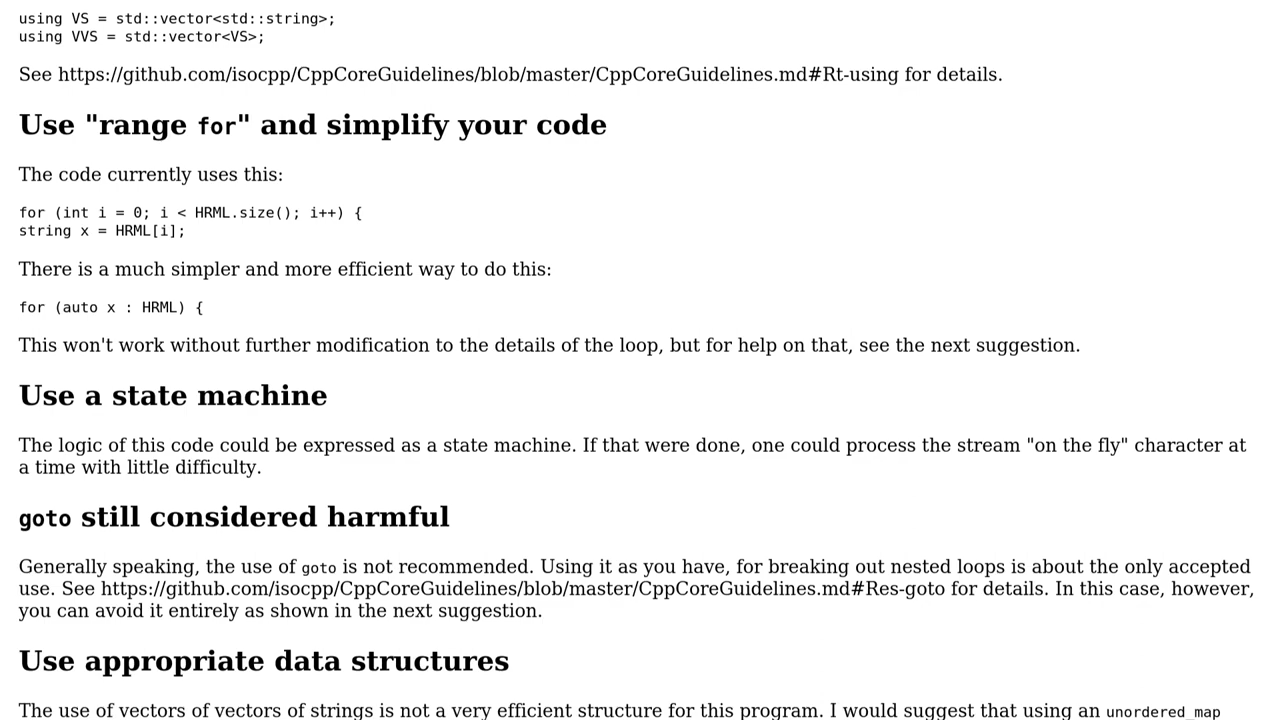 using VS = std::vector<std::string>;
using VVS = std::vector<VS>;
See https://github.com/isocpp/CppCoreGuidelines/blob/master/CppCoreGuidelines.md#Rt-using for details.
Use "range for" and simplify your code
The code currently uses this:
for (int i = 0; i < HRML.size(); i++) {
string x = HRML[i];
There is a much simpler and more efficient way to do this:
for (auto x : HRML) {
This won't work without further modification to the details of the loop, but for help on that, see the next suggestion.
Use a state machine
The logic of this code could be expressed as a state machine. If that were done, one could process the stream "on the fly" character at
a time with little difficulty.
goto still considered harmful
Generally speaking, the use of goto is not recommended. Using it as you have, for breaking out nested loops is about the only accepted
use. See https://github.com/isocpp/CppCoreGuidelines/blob/master/CppCoreGuidelines.md#Res-goto for details. In this case, however,
you can avoid it entirely as shown in the next suggestion.
Use appropriate data structures
The use of vectors of vectors of strings is not a very efficient structure for this program. I would suggest that using an unordered_map